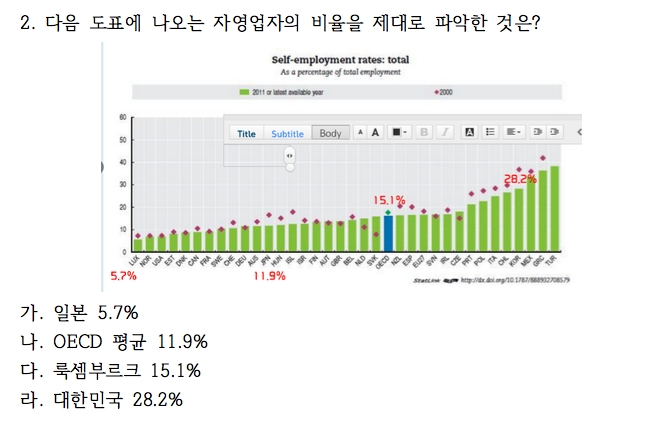 2. 다음 도표에 나오는 자영업자의 비율을 제대로 파악한 것은?
Self-employment rates: total
As a percentage of total employment
2011 or latest available year
2000
Title Subtitle Body A A B I A
60
50
40
30
20
10
0
15.1%
28.2%
LUX NOR USA EST DNK CAN FRA SWE CHE DEU AUS JPN HUN ISL ISR FIN AUT GBR BEL NLD SVK OECD NZL ESP EU27 SVN IRL CZE PRT POL ITA CHL KOR MEX GRC TUR
5.7%
11.9%
StatLink http://dx.doi.org/10.1787/888932708579
가. 일본 5.7%
나. OECD 평균 11.9%
다. 룩셈부르크 15.1%
라. 대한민국 28.2%